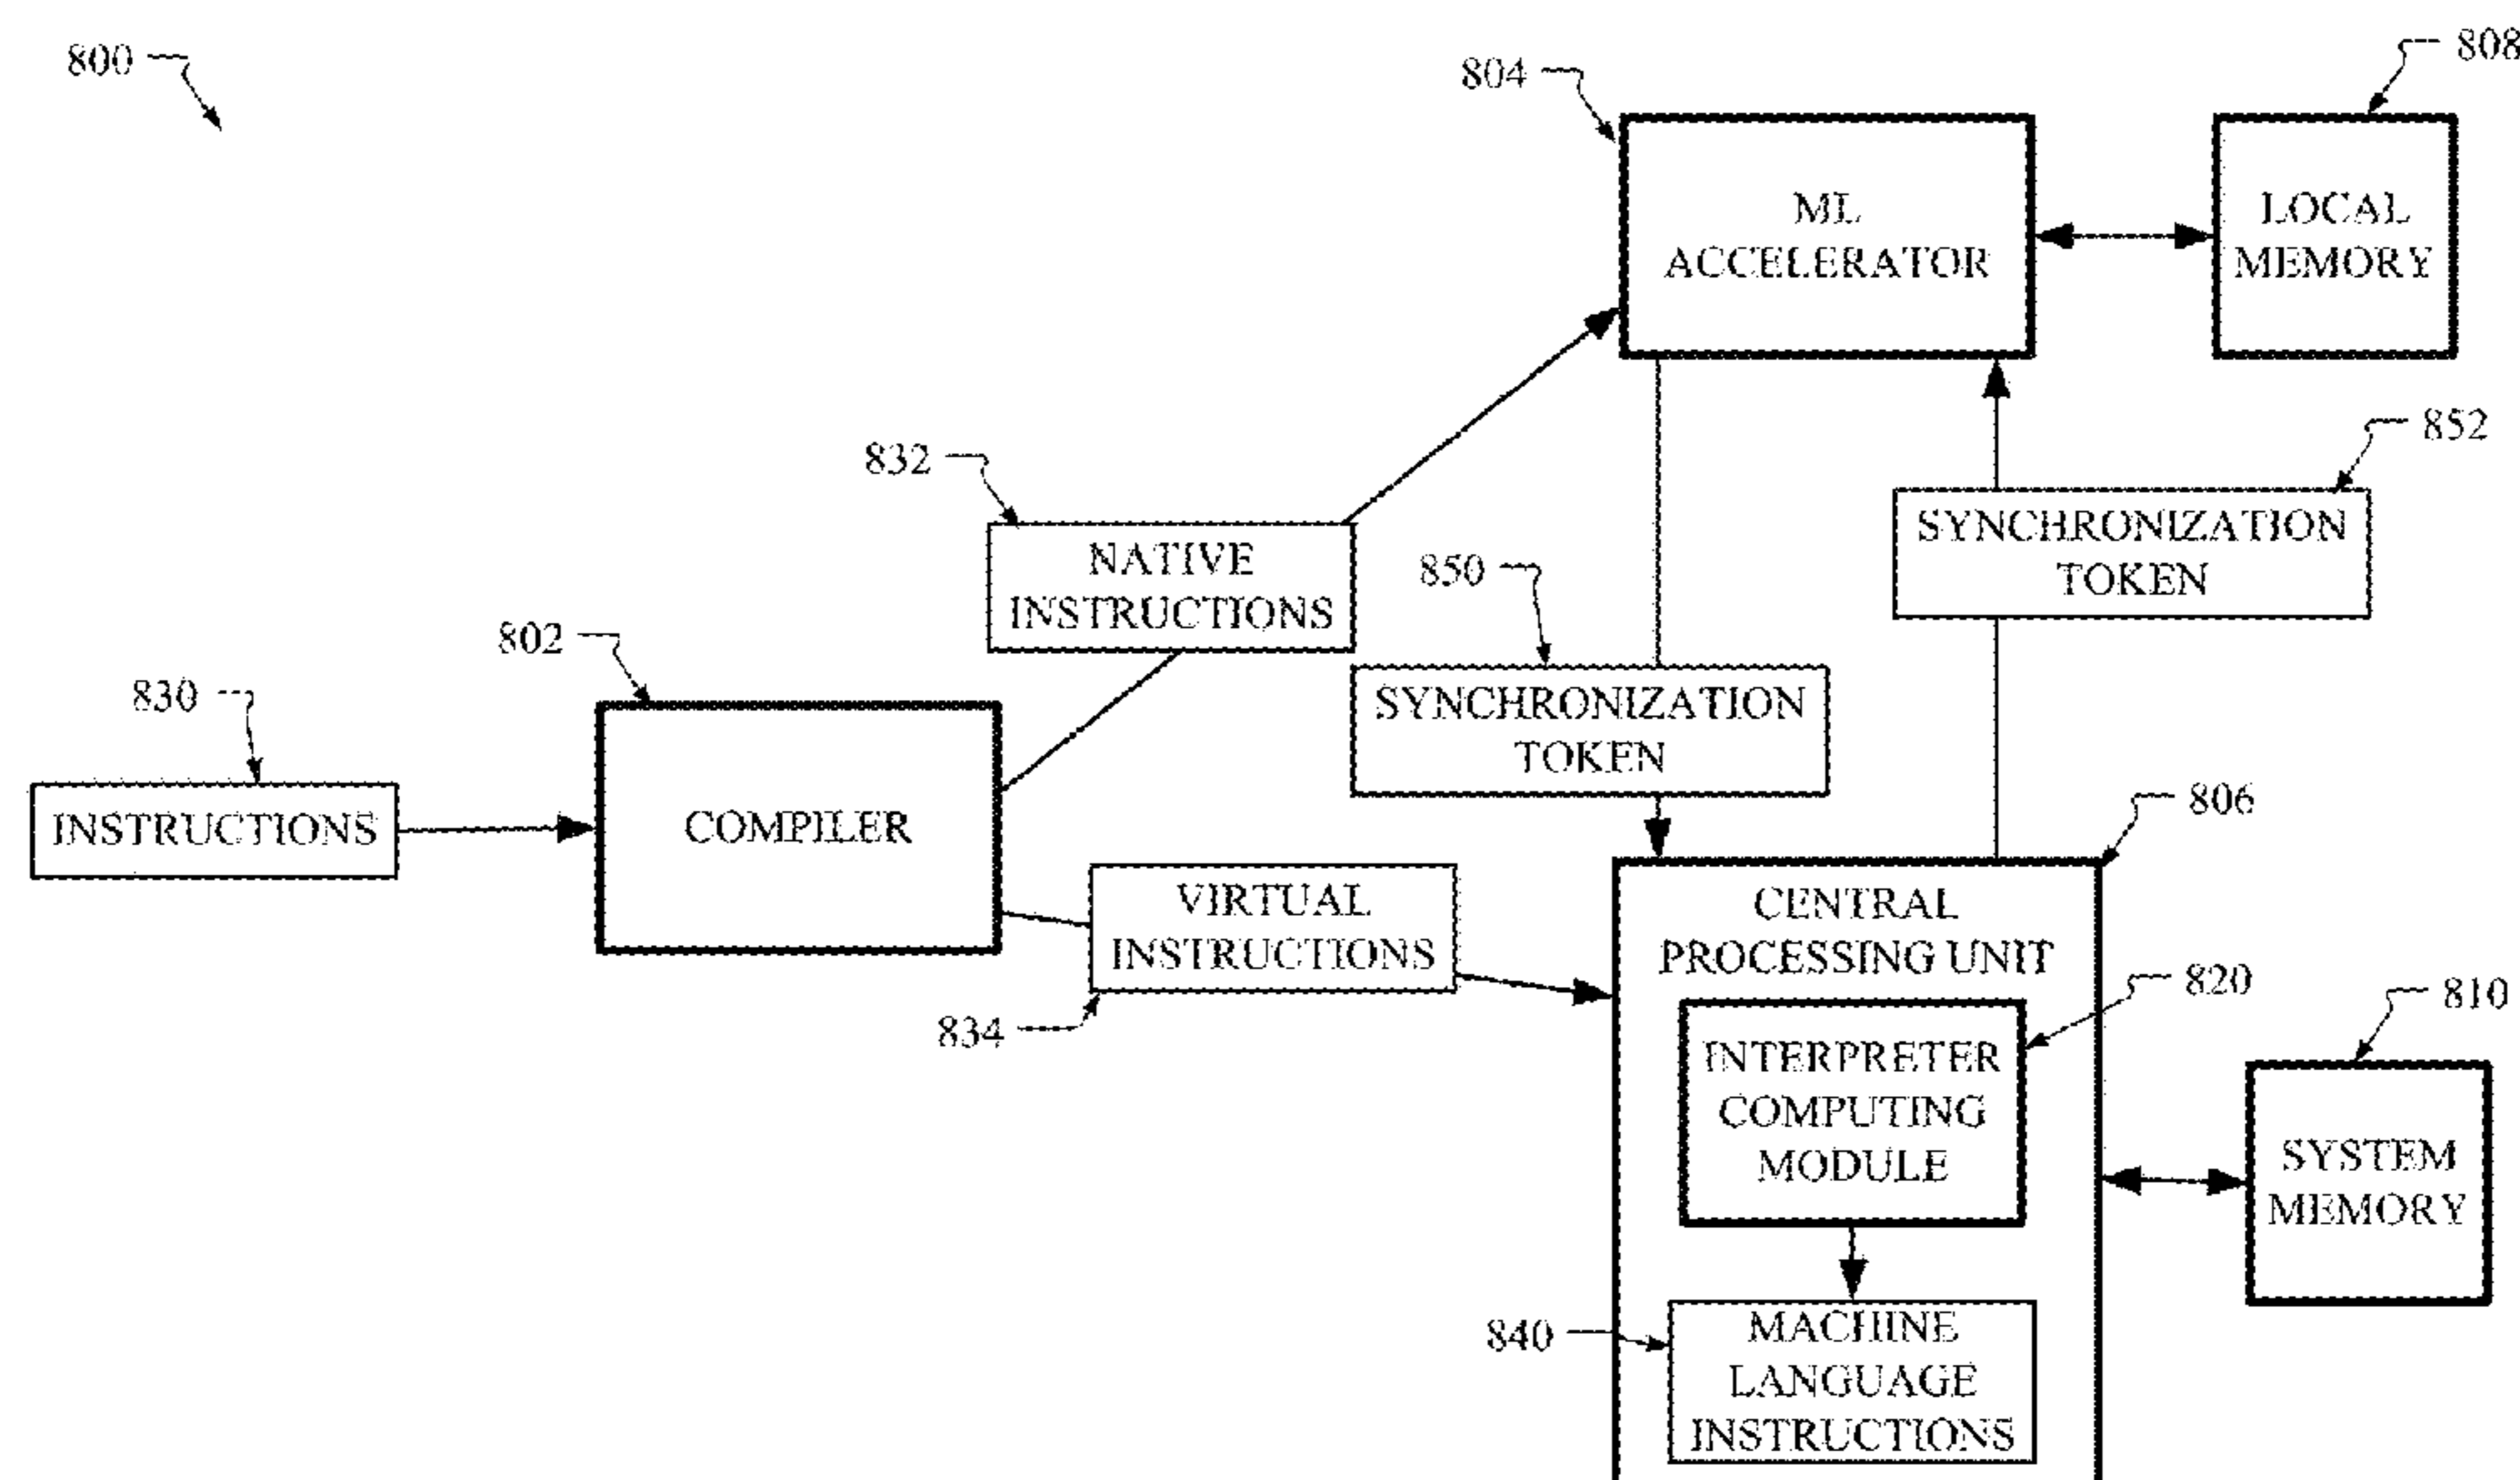 800
804
808
ML
ACCELERATOR
LOCAL
MEMORY
832
NATIVE
INSTRUCTIONS
852
SYNCHRONIZATION
TOKEN
850
SYNCHRONIZATION
TOKEN
802
830
INSTRUCTIONS
COMPILER
VIRTUAL
INSTRUCTIONS
834
806
CENTRAL
PROCESSING UNIT
820
INTERPRETER
COMPUTING
MODULE
810
SYSTEM
MEMORY
840
MACHINE
LANGUAGE
INSTRUCTIONS